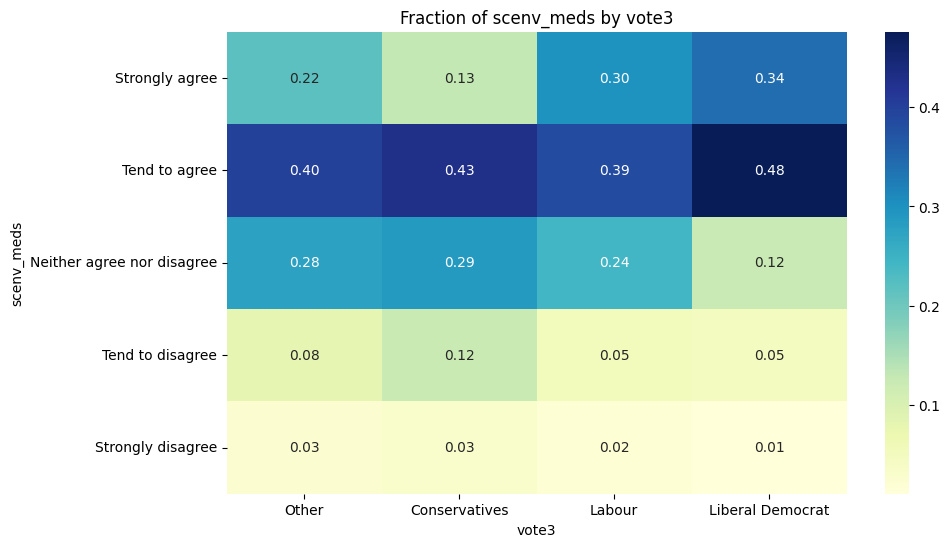 Fraction of scenv_meds by vote3
scenv_meds
Strongly agree 0.22 0.13 0.30 0.34
Tend to agree 0.40 0.43 0.39 0.48
Neither agree nor disagree 0.28 0.29 0.24 0.12
Tend to disagree 0.08 0.12 0.05 0.05
Strongly disagree 0.03 0.03 0.02 0.01
Other Conservatives Labour Liberal Democrat
vote3
0.4
0.3
0.2
0.1